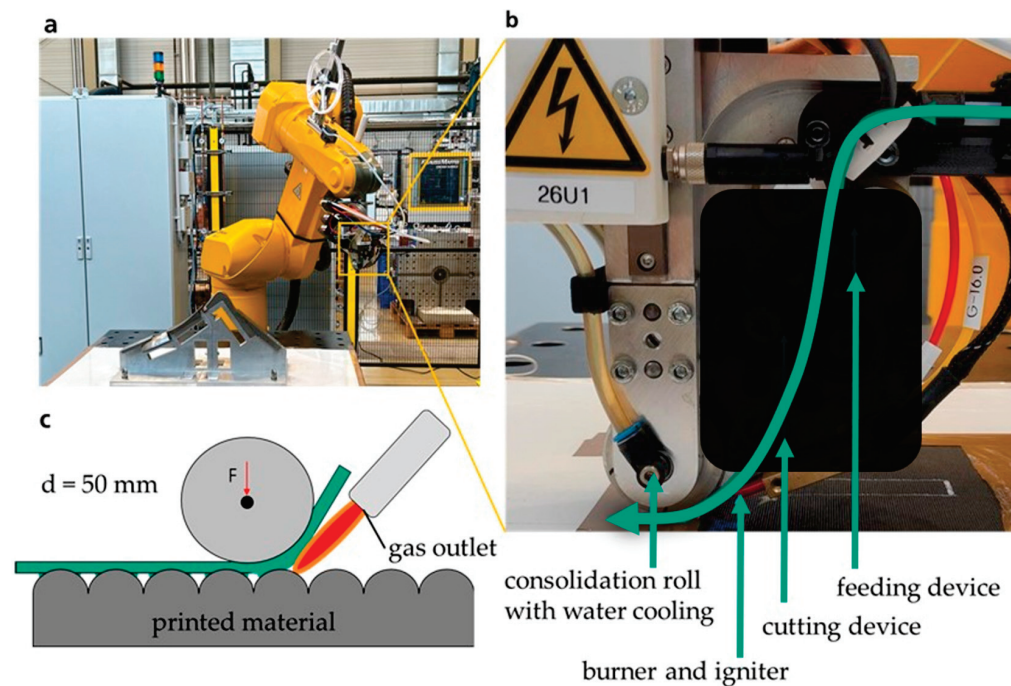 a
b
26U1
G-16.0
c
d = 50 mm
F
gas outlet
printed material
consolidation roll
with water cooling
feeding device
cutting device
burner and igniter